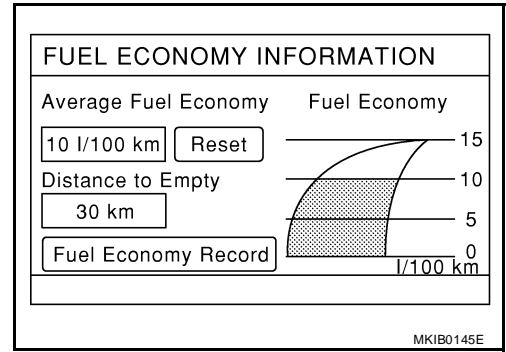 FUEL ECONOMY INFORMATION
Average Fuel Economy
10 l/100 km
Reset
Distance to Empty
30 km
Fuel Economy Record
Fuel Economy
15
10
5
0
l/100 km
MKIB0145E